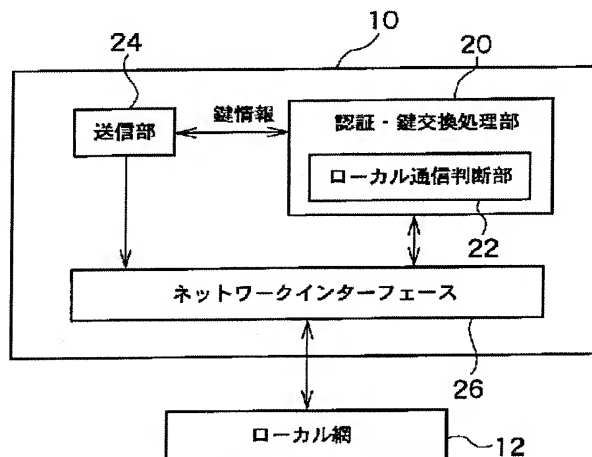 10
24
20
送信部
鍵情報
認証・鍵交換処理部
ローカル通信判断部
22
ネットワークインターフェース
26
ローカル網
12